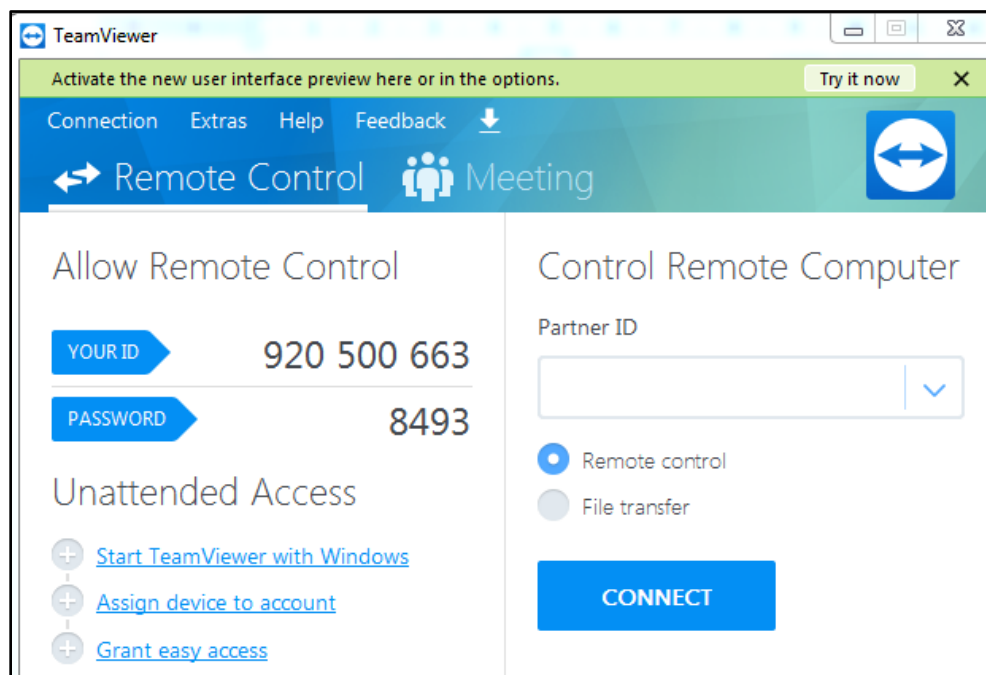 TeamViewer
Activate the new user interface preview here or in the options.
Try it now
Connection Extras Help Feedback
Remote Control Meeting
Allow Remote Control
YOUR ID 920 500 663
PASSWORD 8493
Unattended Access
Start TeamViewer with Windows
Assign device to account
Grant easy access
Control Remote Computer
Partner ID
Remote control
File transfer
CONNECT